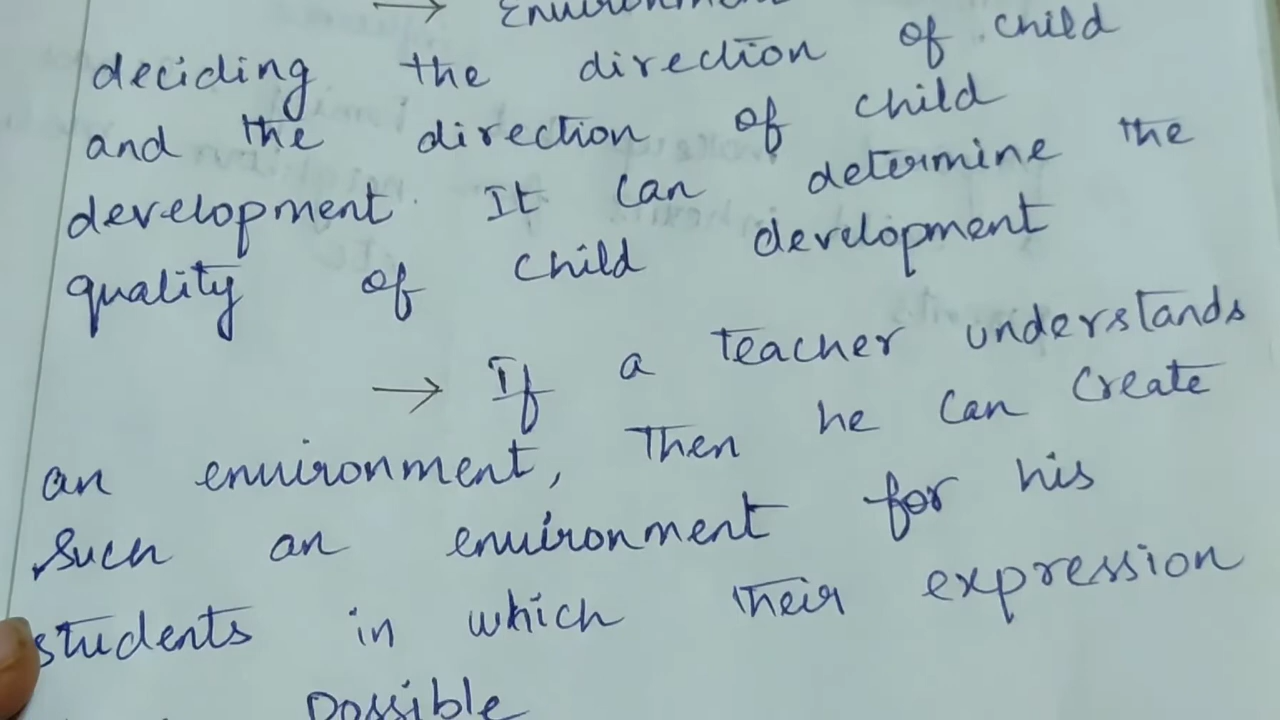 → Environment
deciding the direction of child
and the direction of child
development. It can determine the
quality of child development
→ If a teacher understands
an environment, Then he can create
such an environment for his
students in which their expression
possible